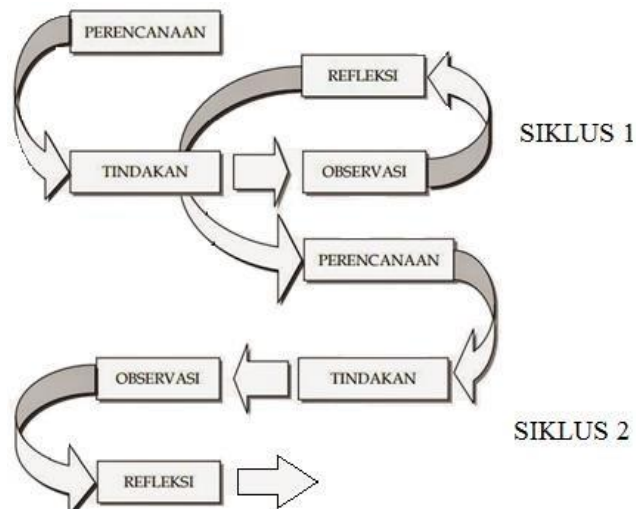 PERENCANAAN
REFLEKSI
SIKLUS 1
TINDAKAN
OBSERVASI
PERENCANAAN
OBSERVASI
TINDAKAN
SIKLUS 2
REFLEKSI